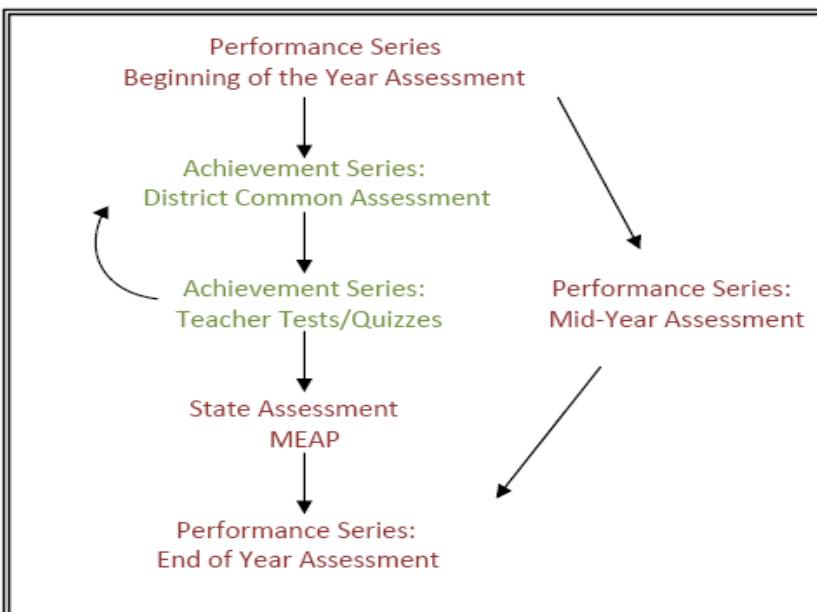 Performance Series
Beginning of the Year Assessment
Achievement Series:
District Common Assessment
Achievement Series:
Teacher Tests/Quizzes
Performance Series:
Mid-Year Assessment
State Assessment
MEAP
Performance Series:
End of Year Assessment